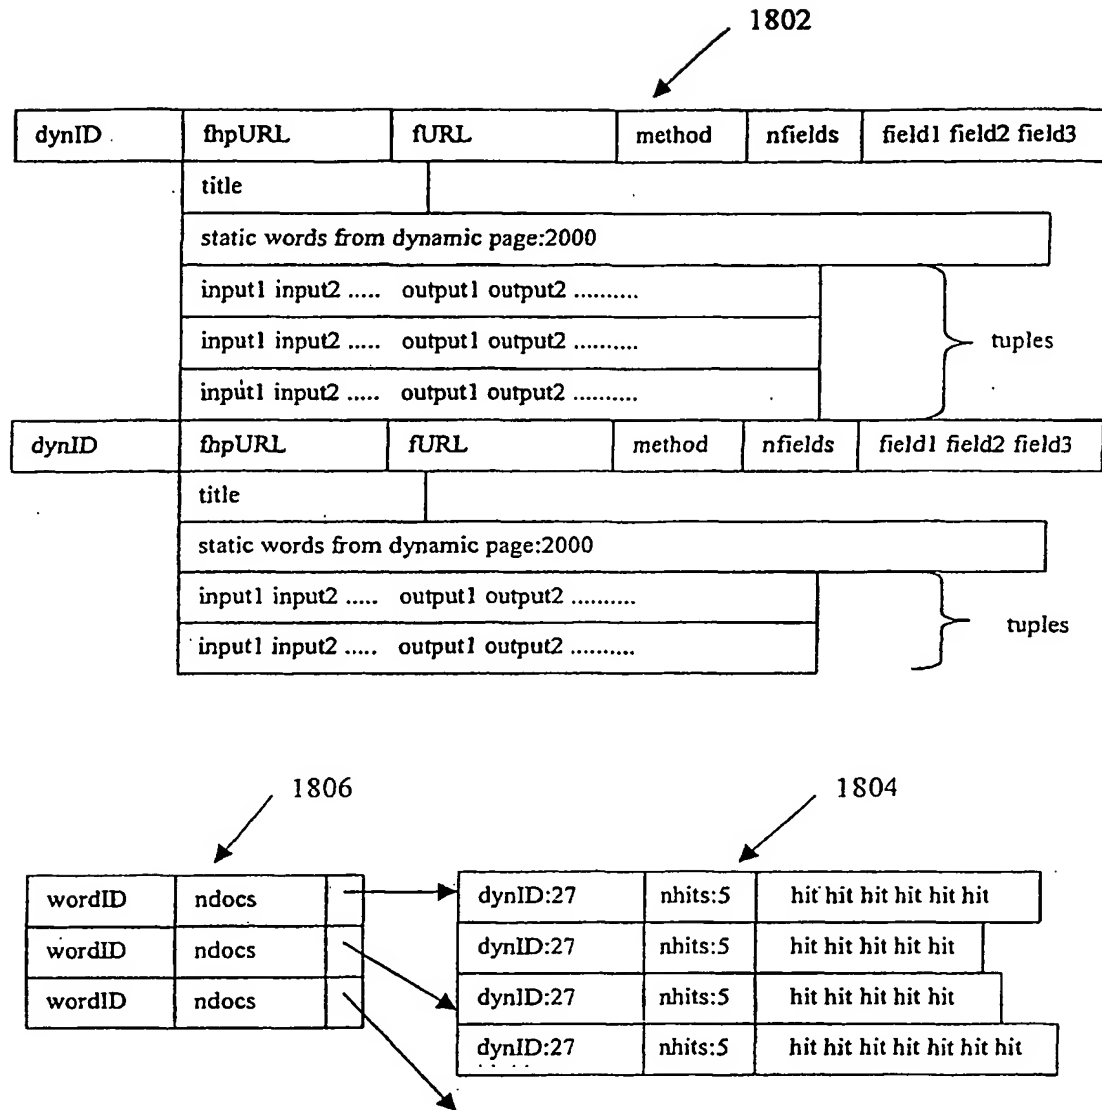 1802
dynID fhpURL fURL method nfields field1 field2 field3
title
static words from dynamic page:2000
input1 input2 ..... output1 output2 ..........
input1 input2 ..... output1 output2 ..........
tuples
input1 input2 ..... output1 output2 ..........
dynID fhpURL fURL method nfields field1 field2 field3
title
static words from dynamic page:2000
input1 input2 ..... output1 output2 ..........
tuples
input1 input2 ..... output1 output2 ..........
1806
1804
wordID ndocs
dynID:27 nhits:5 hit hit hit hit hit hit
wordID ndocs
dynID:27 nhits:5 hit hit hit hit hit
wordID ndocs
dynID:27 nhits:5 hit hit hit hit hit
dynID:27 nhits:5 hit hit hit hit hit hit hit